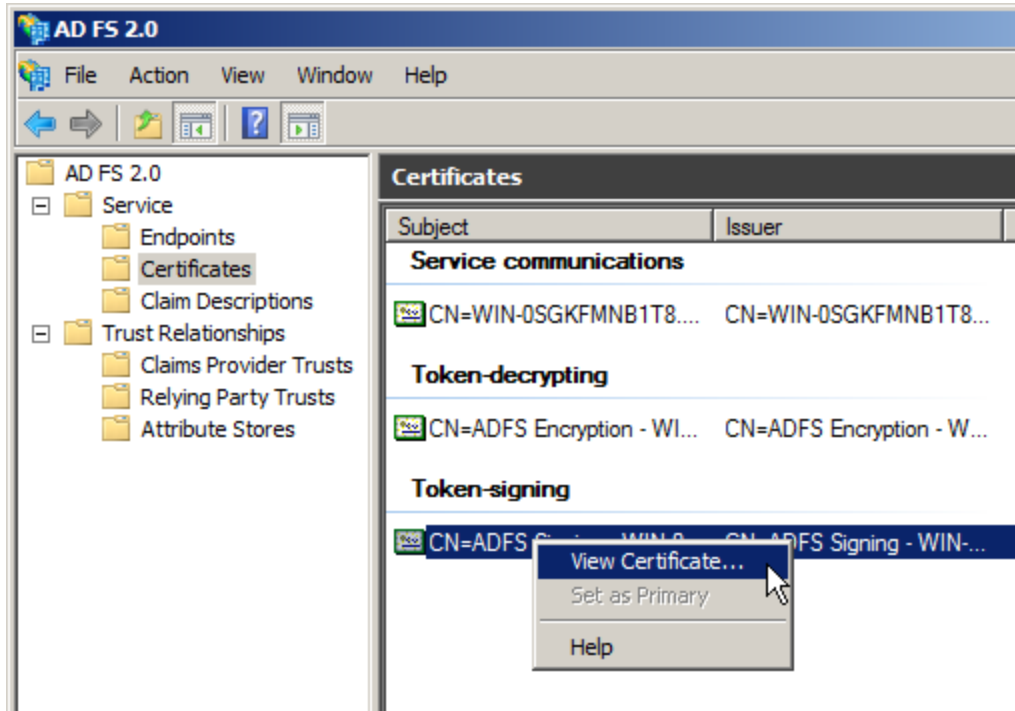 AD FS 2.0
File Action View Window Help
AD FS 2.0
Service
Endpoints
Certificates
Claim Descriptions
Trust Relationships
Claims Provider Trusts
Relying Party Trusts
Attribute Stores
Certificates
Subject Issuer
Service communications
CN=WIN-0SGKFMNB1T8.... CN=WIN-0SGKFMNB1T8...
Token-decrypting
CN=ADFS Encryption - WI... CN=ADFS Encryption - W...
Token-signing
CN=ADFS Signing - WIN-...
View Certificate...
Set as Primary
Help